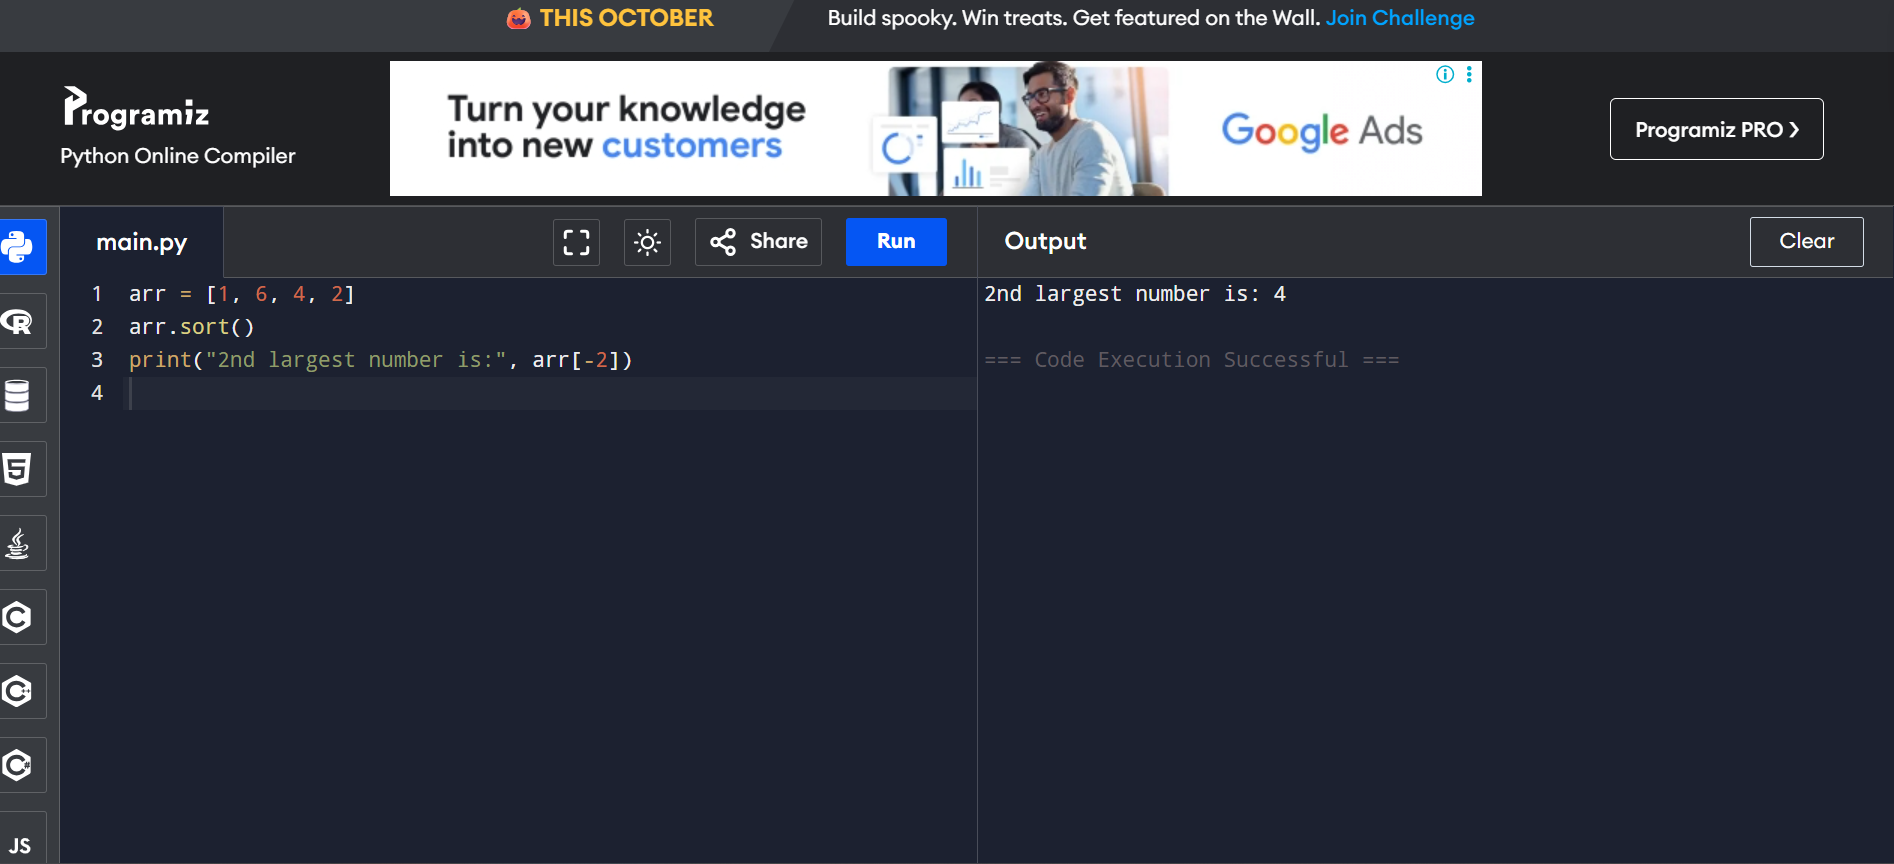 🎃 THIS OCTOBER
Build spooky. Win treats. Get featured on the Wall. Join Challenge
Programiz
Python Online Compiler
Turn your knowledge
into new customers
Google Ads
Programiz PRO ❯
main.py
Share
Run
Output
Clear
1 arr = [1, 6, 4, 2]
2 arr.sort()
3 print("2nd largest number is:", arr[-2])
4
2nd largest number is: 4
=== Code Execution Successful ===
R
5
C
C++
C#
JS